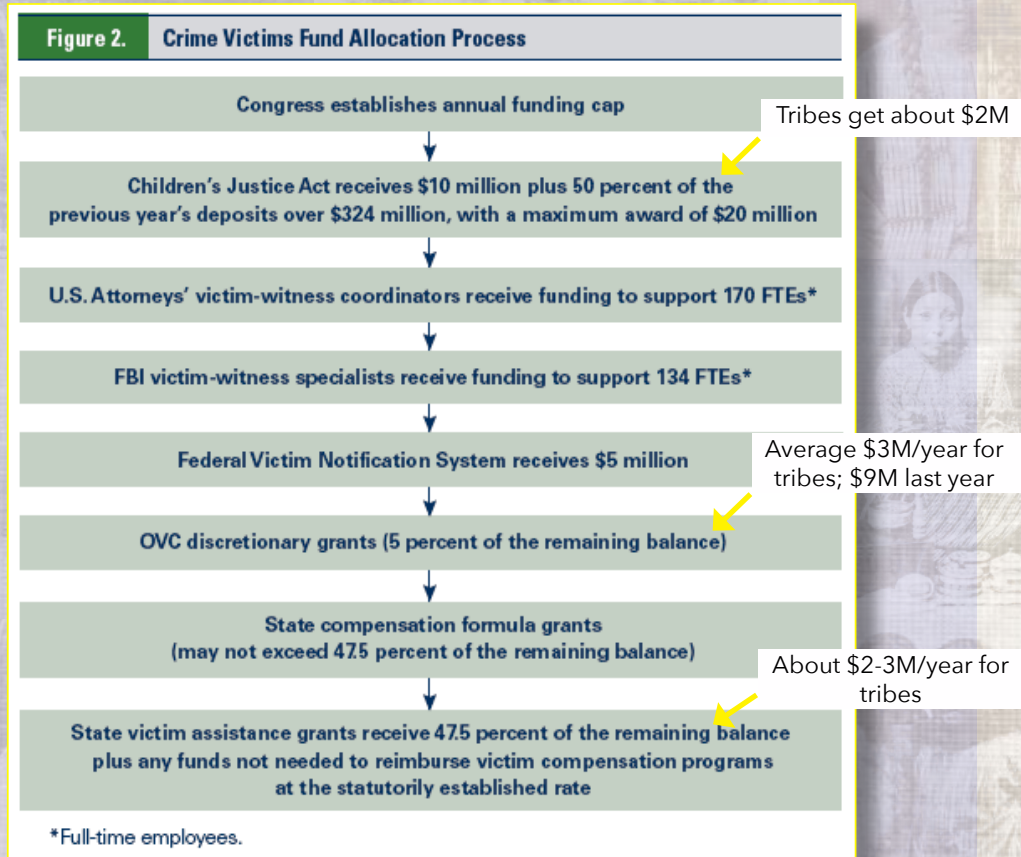 Figure 2. Crime Victims Fund Allocation Process
Congress establishes annual funding cap
Tribes get about $2M
Children's Justice Act receives $10 million plus 50 percent of the
previous year's deposits over $324 million, with a maximum award of $20 million
U.S. Attorneys' victim-witness coordinators receive funding to support 170 FTEs*
FBI victim-witness specialists receive funding to support 134 FTEs*
Federal Victim Notification System receives $5 million
Average $3M/year for
tribes; $9M last year
OVC discretionary grants (5 percent of the remaining balance)
State compensation formula grants
(may not exceed 47.5 percent of the remaining balance)
About $2-3M/year for
tribes
State victim assistance grants receive 47.5 percent of the remaining balance
plus any funds not needed to reimburse victim compensation programs
at the statutorily established rate
*Full-time employees.